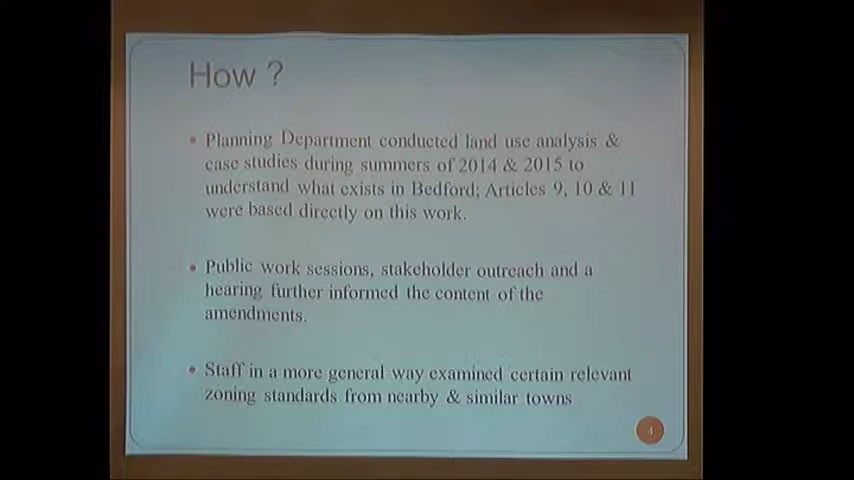 How ?
• Planning Department conducted land use analysis &
case studies during summers of 2014 & 2015 to
understand what exists in Bedford; Articles 9, 10 & 11
were based directly on this work.
• Public work sessions, stakeholder outreach and a
hearing further informed the content of the
amendments.
• Staff in a more general way examined certain relevant
zoning standards from nearby & similar towns
4